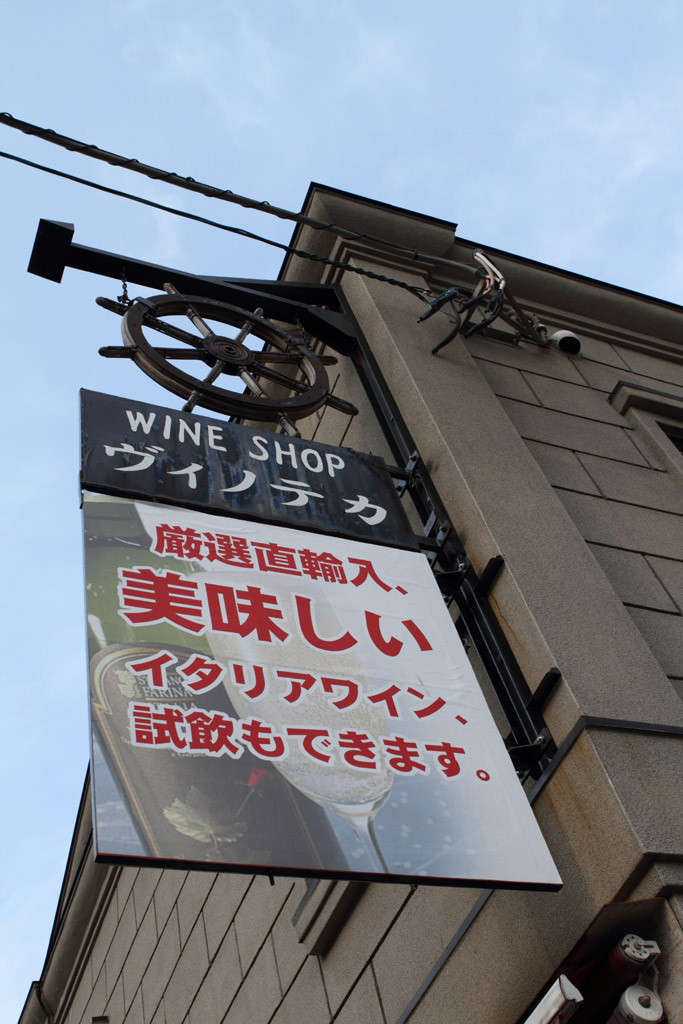 WINE SHOP
ヴィノテカ
厳選直輸入、
美味しい
イタリアワイン、
試飲もできます。
FARINA